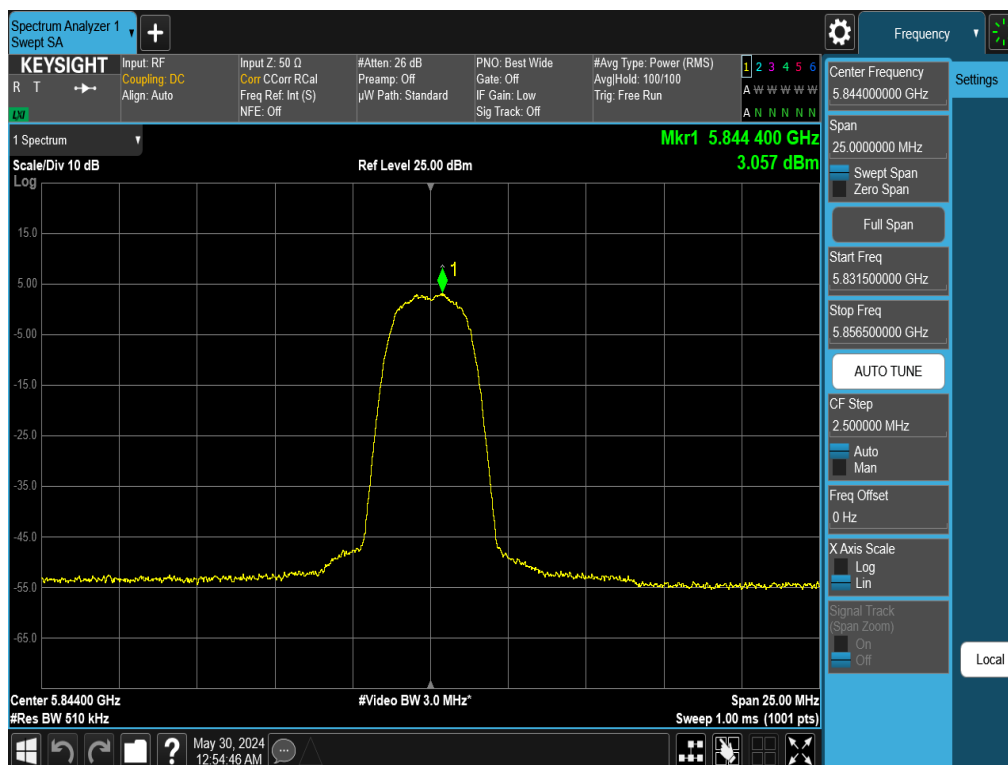 Spectrum Analyzer 1
Swept SA
+
Frequency
KEYSIGHT
R T
LXI
Input: RF
Coupling: DC
Align: Auto
Input Z: 50 Ω
Corr CCorr RCal
Freq Ref: Int (S)
NFE: Off
#Atten: 26 dB
Preamp: Off
µW Path: Standard
PNO: Best Wide
Gate: Off
IF Gain: Low
Sig Track: Off
#Avg Type: Power (RMS)
Avg|Hold: 100/100
Trig: Free Run
1 2 3 4 5 6
A W W W W W
A N N N N N
1 Spectrum
Scale/Div 10 dB
Log
Ref Level 25.00 dBm
Mkr1 5.844 400 GHz
3.057 dBm
1
15.0
5.00
-5.00
-15.0
-25.0
-35.0
-45.0
-55.0
-65.0
Center 5.84400 GHz
#Res BW 510 kHz
#Video BW 3.0 MHz*
Span 25.00 MHz
Sweep 1.00 ms (1001 pts)
Center Frequency
5.844000000 GHz
Settings
Span
25.0000000 MHz
Swept Span
Zero Span
Full Span
Start Freq
5.831500000 GHz
Stop Freq
5.856500000 GHz
AUTO TUNE
CF Step
2.500000 MHz
Auto
Man
Freq Offset
0 Hz
X Axis Scale
Log
Lin
Signal Track
(Span Zoom)
On
Off
Local
?
May 30, 2024
12:54:46 AM